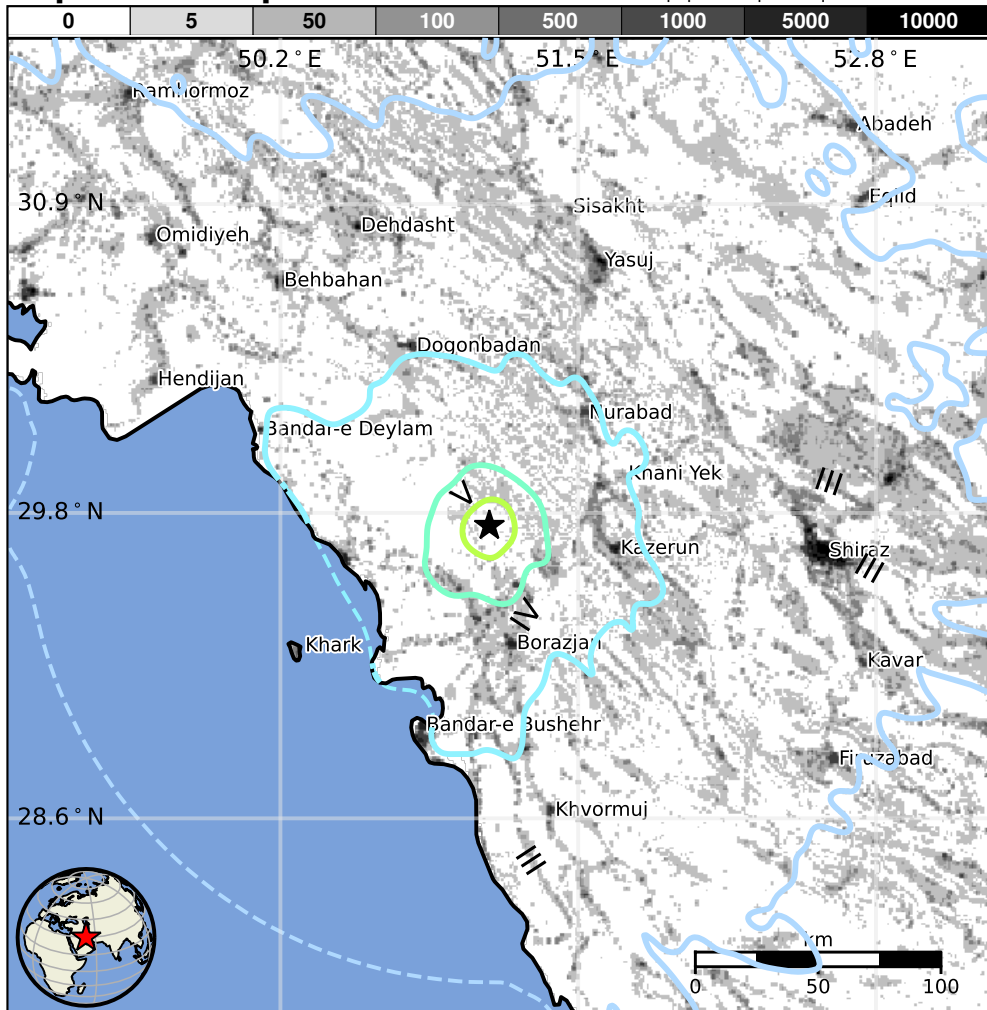 0 5 50 100 500 1000 5000 10000
50.2°E 51.5°E 52.8°E
Ramhormoz
Abadeh
30.9°N
Eqlid
Sisakht
Dehdasht
Omidiyeh
Yasuj
Behbahan
Dogonbadan
Hendijan
Nurabad
Bandar-e Deylam
Khani Yek
III
V
29.8°N
Kazerun
Shiraz
III
IV
Khark
Borazjan
Kavar
Bandar-e Bushehr
Firuzabad
28.6°N
Khvormuj
III
km
0 50 100